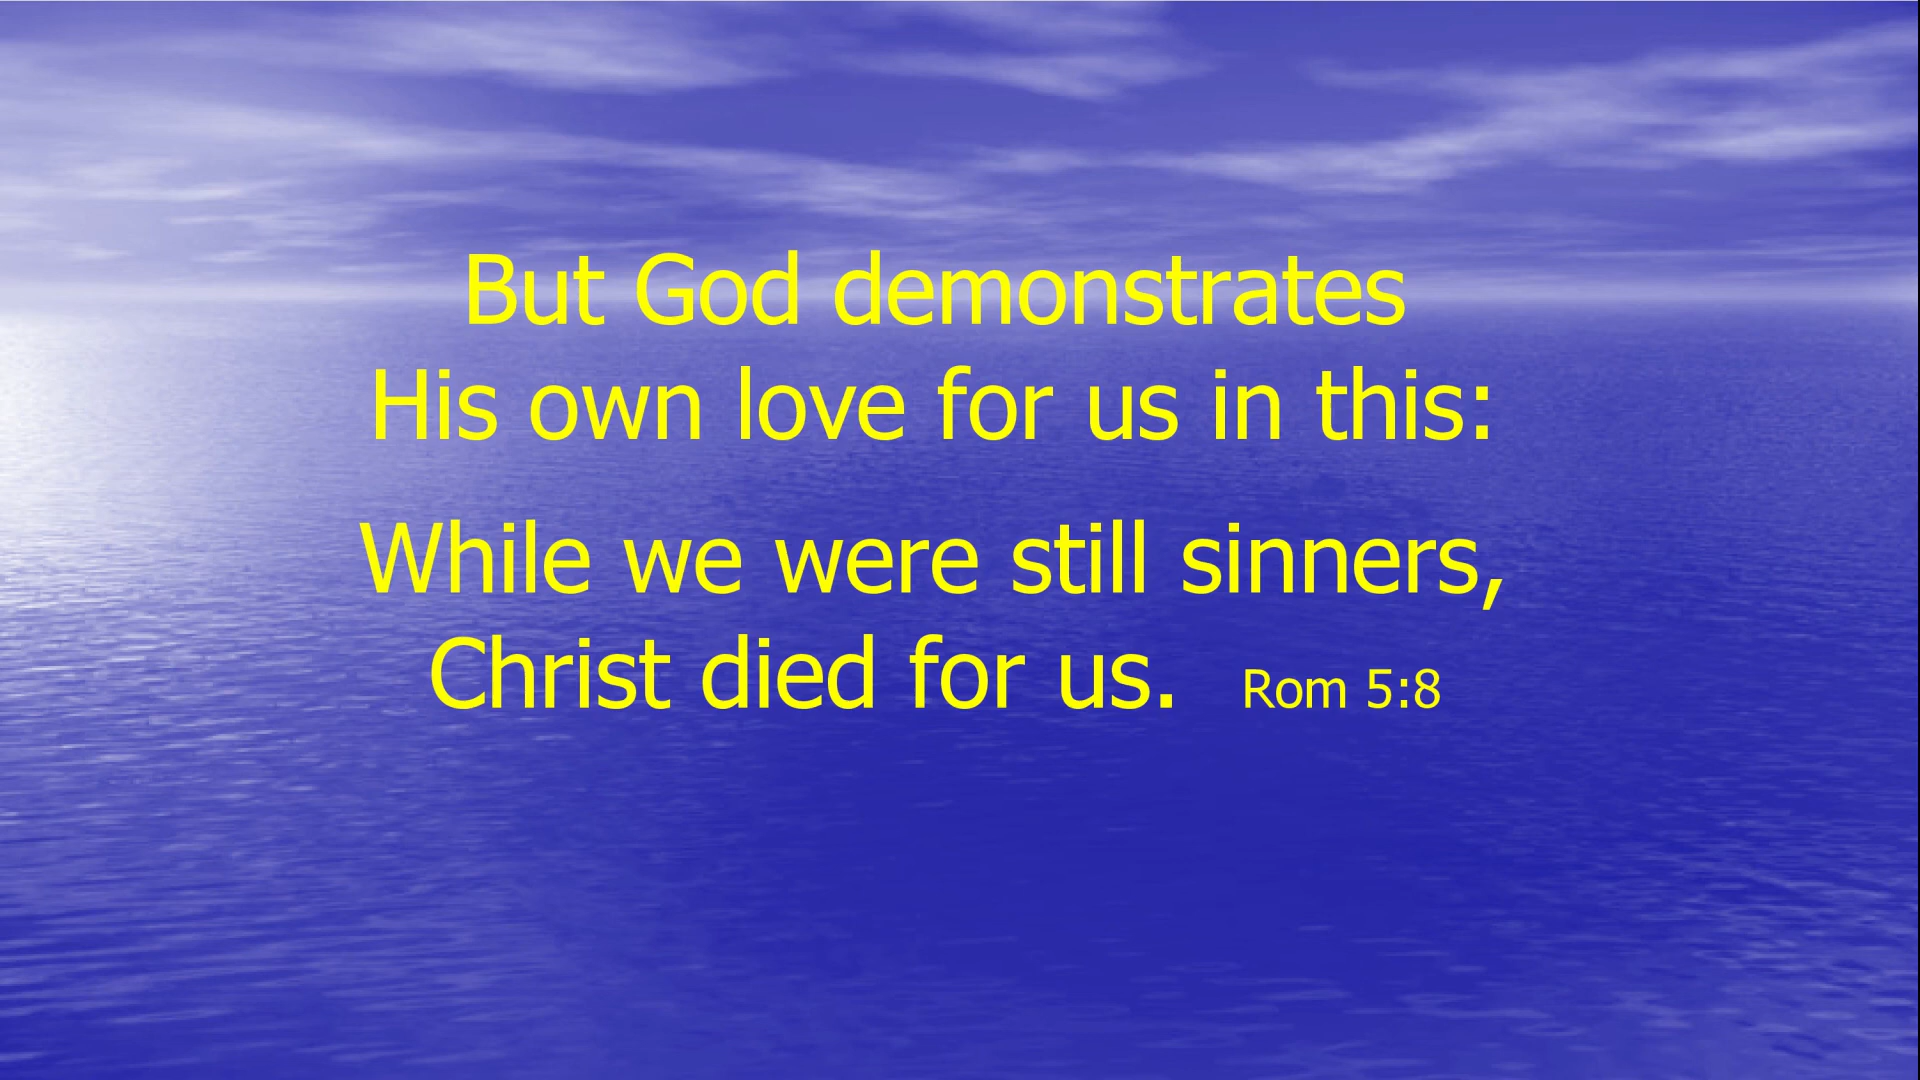 But God demonstrates
His own love for us in this:
While we were still sinners,
Christ died for us. Rom 5:8